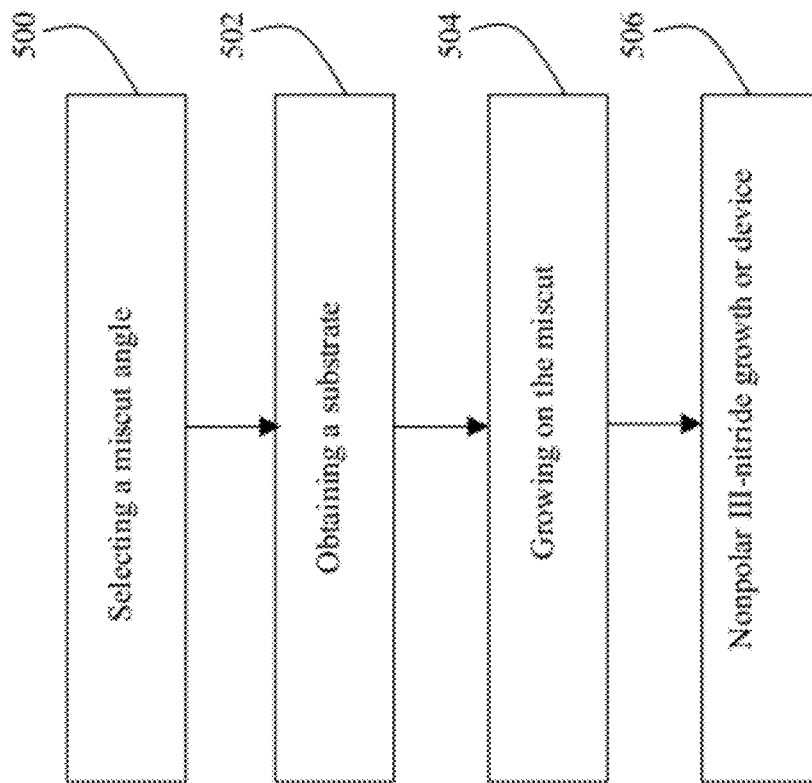 500
Selecting a miscut angle
502
Obtaining a substrate
504
Growing on the miscut
506
Nonpolar III-nitride growth or device